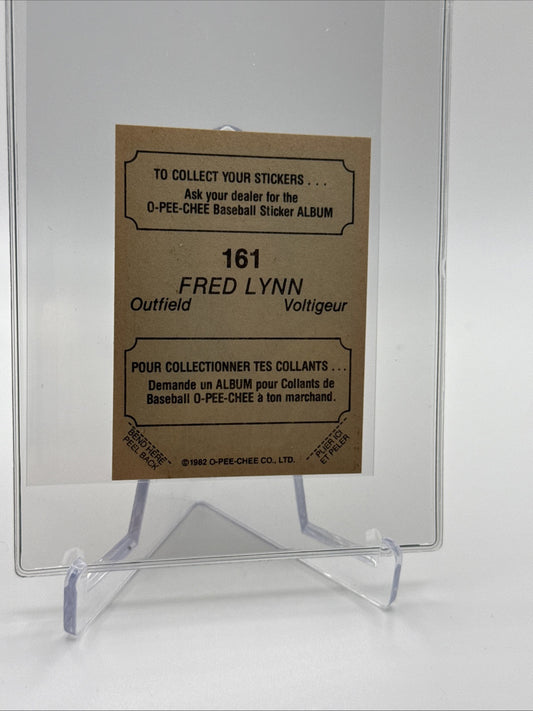 TO COLLECT YOUR STICKERS . . .
Ask your dealer for the
O-PEE-CHEE Baseball Sticker ALBUM
161
FRED LYNN
Outfield Voltigeur
POUR COLLECTIONNER TES COLLANTS . . .
Demande un ALBUM pour Collants de
Baseball O-PEE-CHEE à ton marchand.
BEND HERE
PEEL BACK
©1982 O-PEE-CHEE CO., LTD.
PLIER ICI
ET PELER